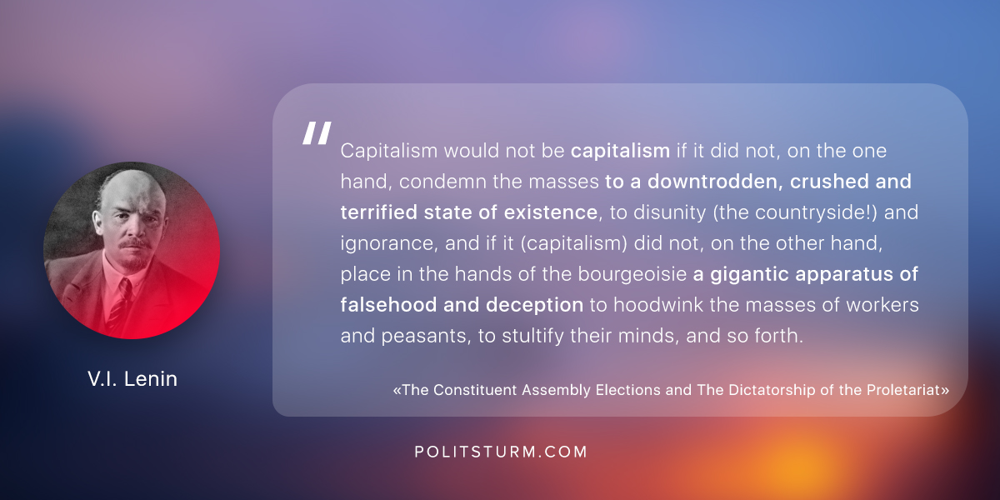 "
Capitalism would not be capitalism if it did not, on the one
hand, condemn the masses to a downtrodden, crushed and
terrified state of existence, to disunity (the countryside!) and
ignorance, and if it (capitalism) did not, on the other hand,
place in the hands of the bourgeoisie a gigantic apparatus of
falsehood and deception to hoodwink the masses of workers
and peasants, to stultify their minds, and so forth.
«The Constituent Assembly Elections and The Dictatorship of the Proletariat»
V.I. Lenin
POLITSTURM.COM